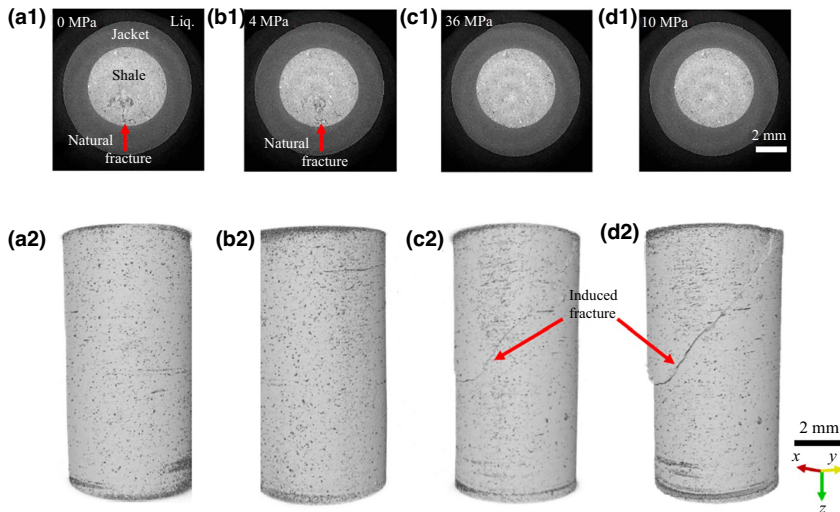 (a1)
0 MPa
Liq.
Jacket
Shale
Natural
fracture
(b1)
4 MPa
Natural
fracture
(c1)
36 MPa
(d1)
10 MPa
2 mm
(a2)
(b2)
(c2)
Induced
fracture
(d2)
2 mm
x
y
z